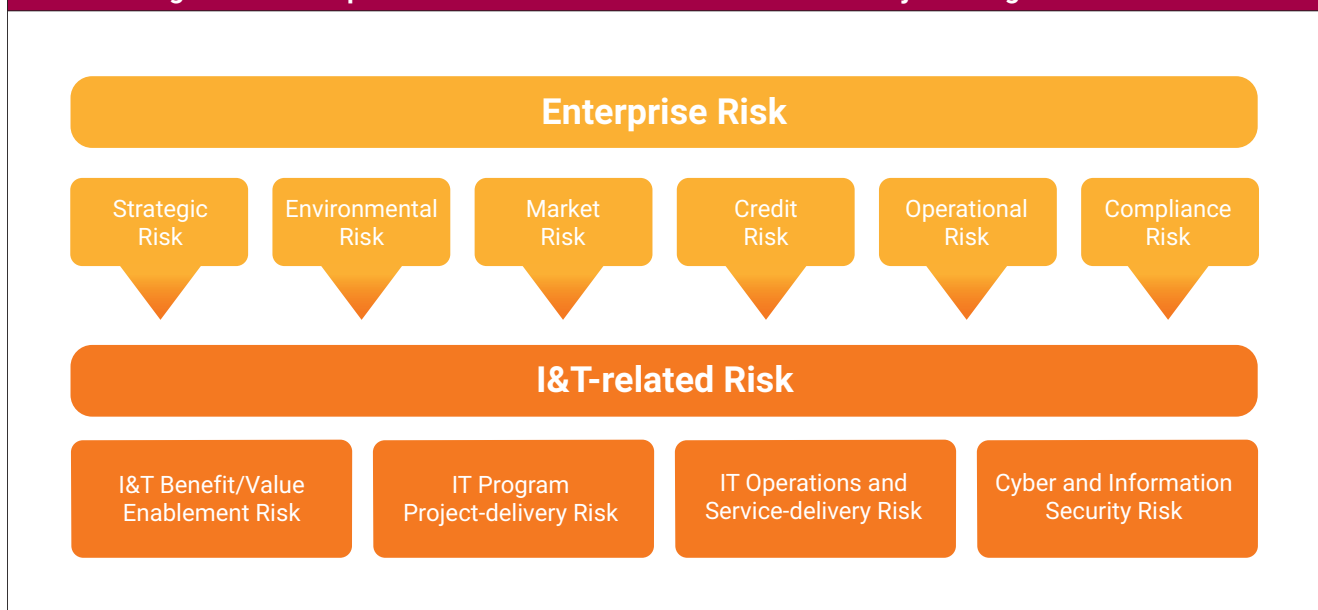 Enterprise Risk
Strategic
Risk
Environmental
Risk
Market
Risk
Credit
Risk
Operational
Risk
Compliance
Risk
I&T-related Risk
I&T Benefit/Value
Enablement Risk
IT Program
Project-delivery Risk
IT Operations and
Service-delivery Risk
Cyber and Information
Security Risk